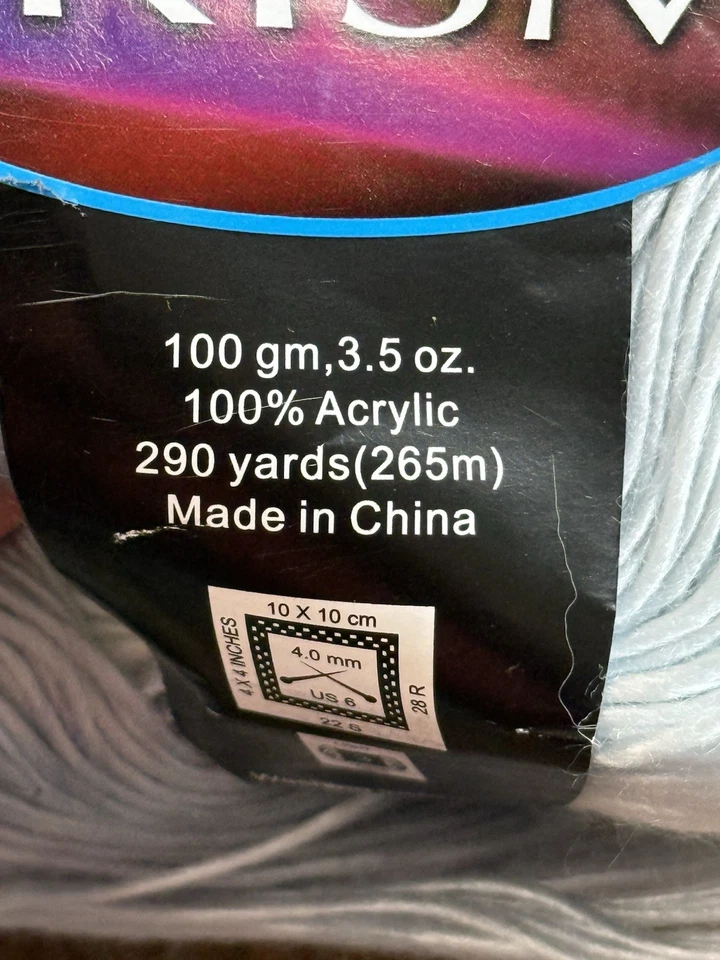 100 gm,3.5 oz.
100% Acrylic
290 yards(265m)
Made in China
10 X 10 cm
4 X 4 INCHES
4.0 mm
US 6
28 R
22 S